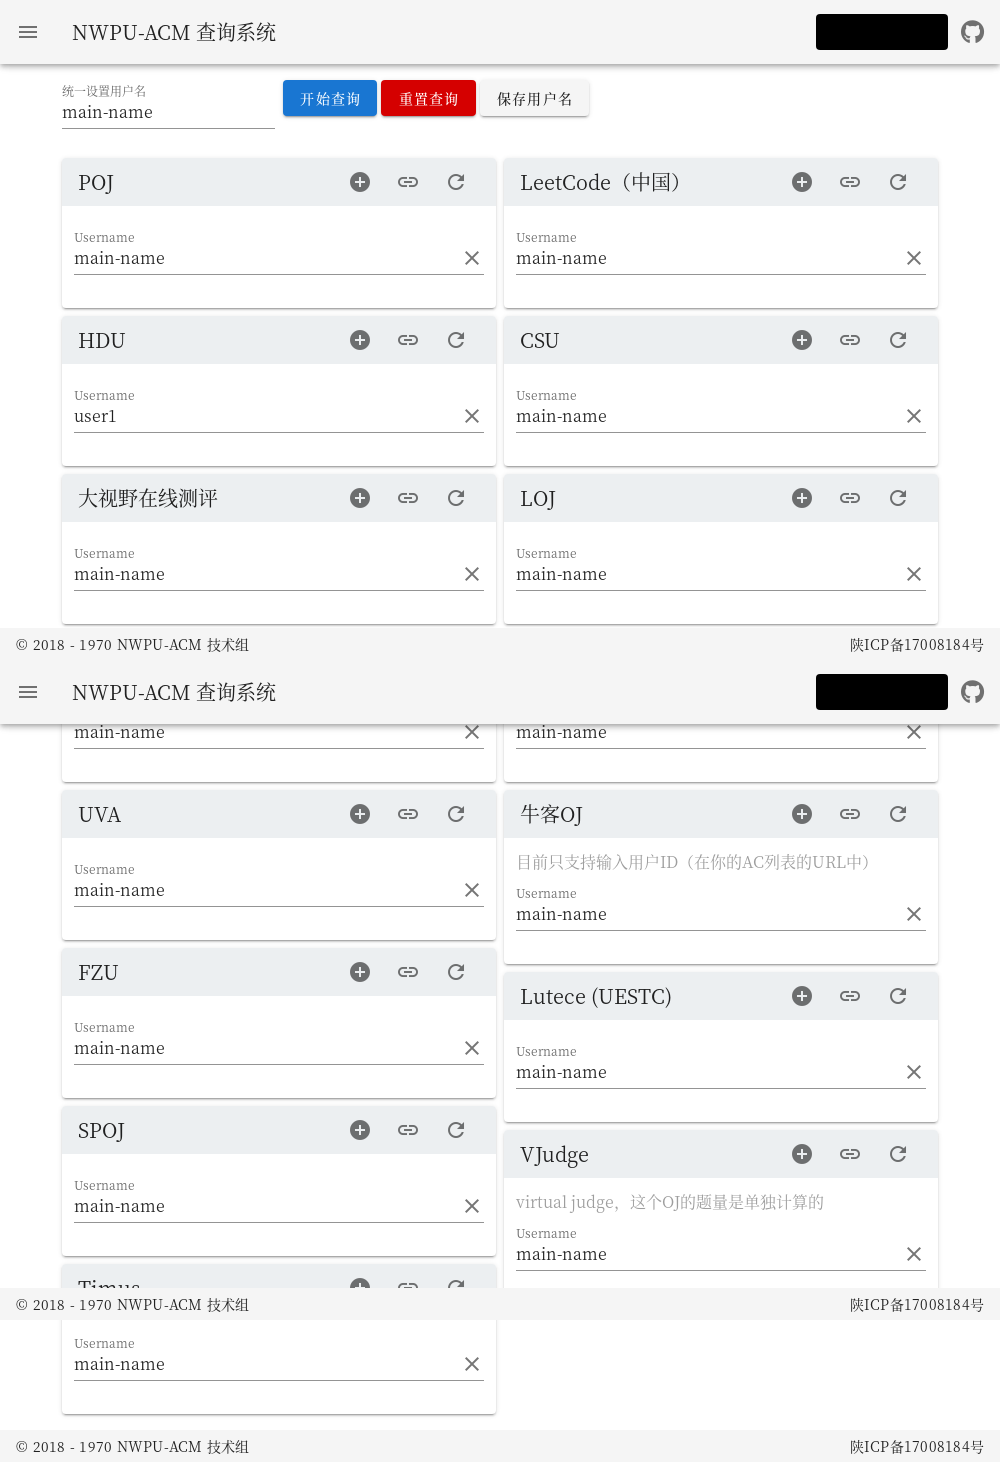 NWPU-ACM 查询系统
统一设置用户名
main-name
开始查询
重置查询
保存用户名
POJ
Username
main-name
LeetCode（中国）
Username
main-name
HDU
Username
user1
CSU
Username
main-name
大视野在线测评
Username
main-name
LOJ
Username
main-name
© 2018 - 1970 NWPU-ACM 技术组
陕ICP备17008184号
NWPU-ACM 查询系统
main-name
main-name
UVA
Username
main-name
牛客OJ
目前只支持输入用户ID（在你的AC列表的URL中）
Username
main-name
FZU
Username
main-name
Lutece (UESTC)
Username
main-name
SPOJ
Username
main-name
VJudge
virtual judge，这个OJ的题量是单独计算的
Username
main-name
Timus
© 2018 - 1970 NWPU-ACM 技术组
陕ICP备17008184号
Username
main-name
© 2018 - 1970 NWPU-ACM 技术组
陕ICP备17008184号